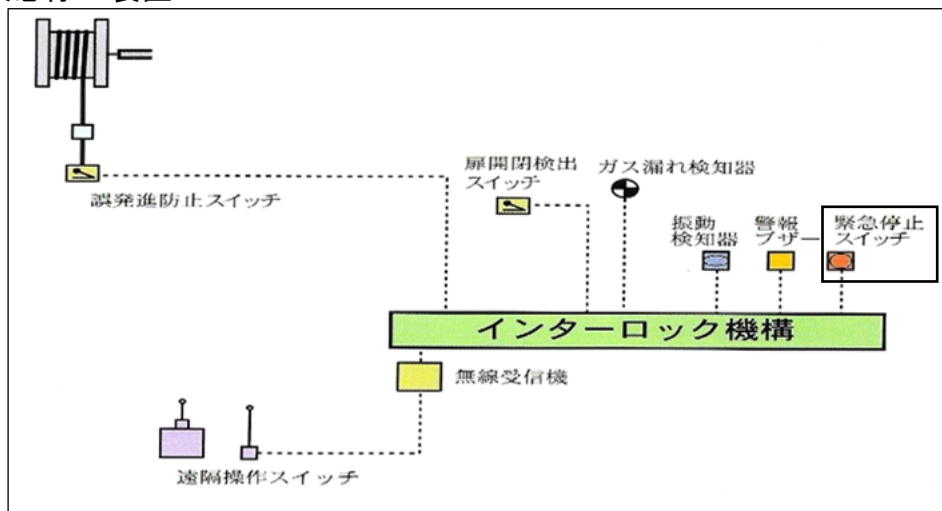 誤発進防止スイッチ
扉開閉検出
スイッチ
ガス漏れ検知器
振動
検知器
警報
ブザー
緊急停止
スイッチ
インターロック機構
無線受信機
遠隔操作スイッチ